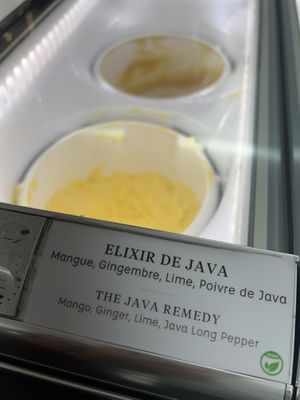 ELIXIR DE JAVA
Mangue, Gingembre, Lime, Poivre de Java
THE JAVA REMEDY
Mango, Ginger, Lime, Java Long Pepper